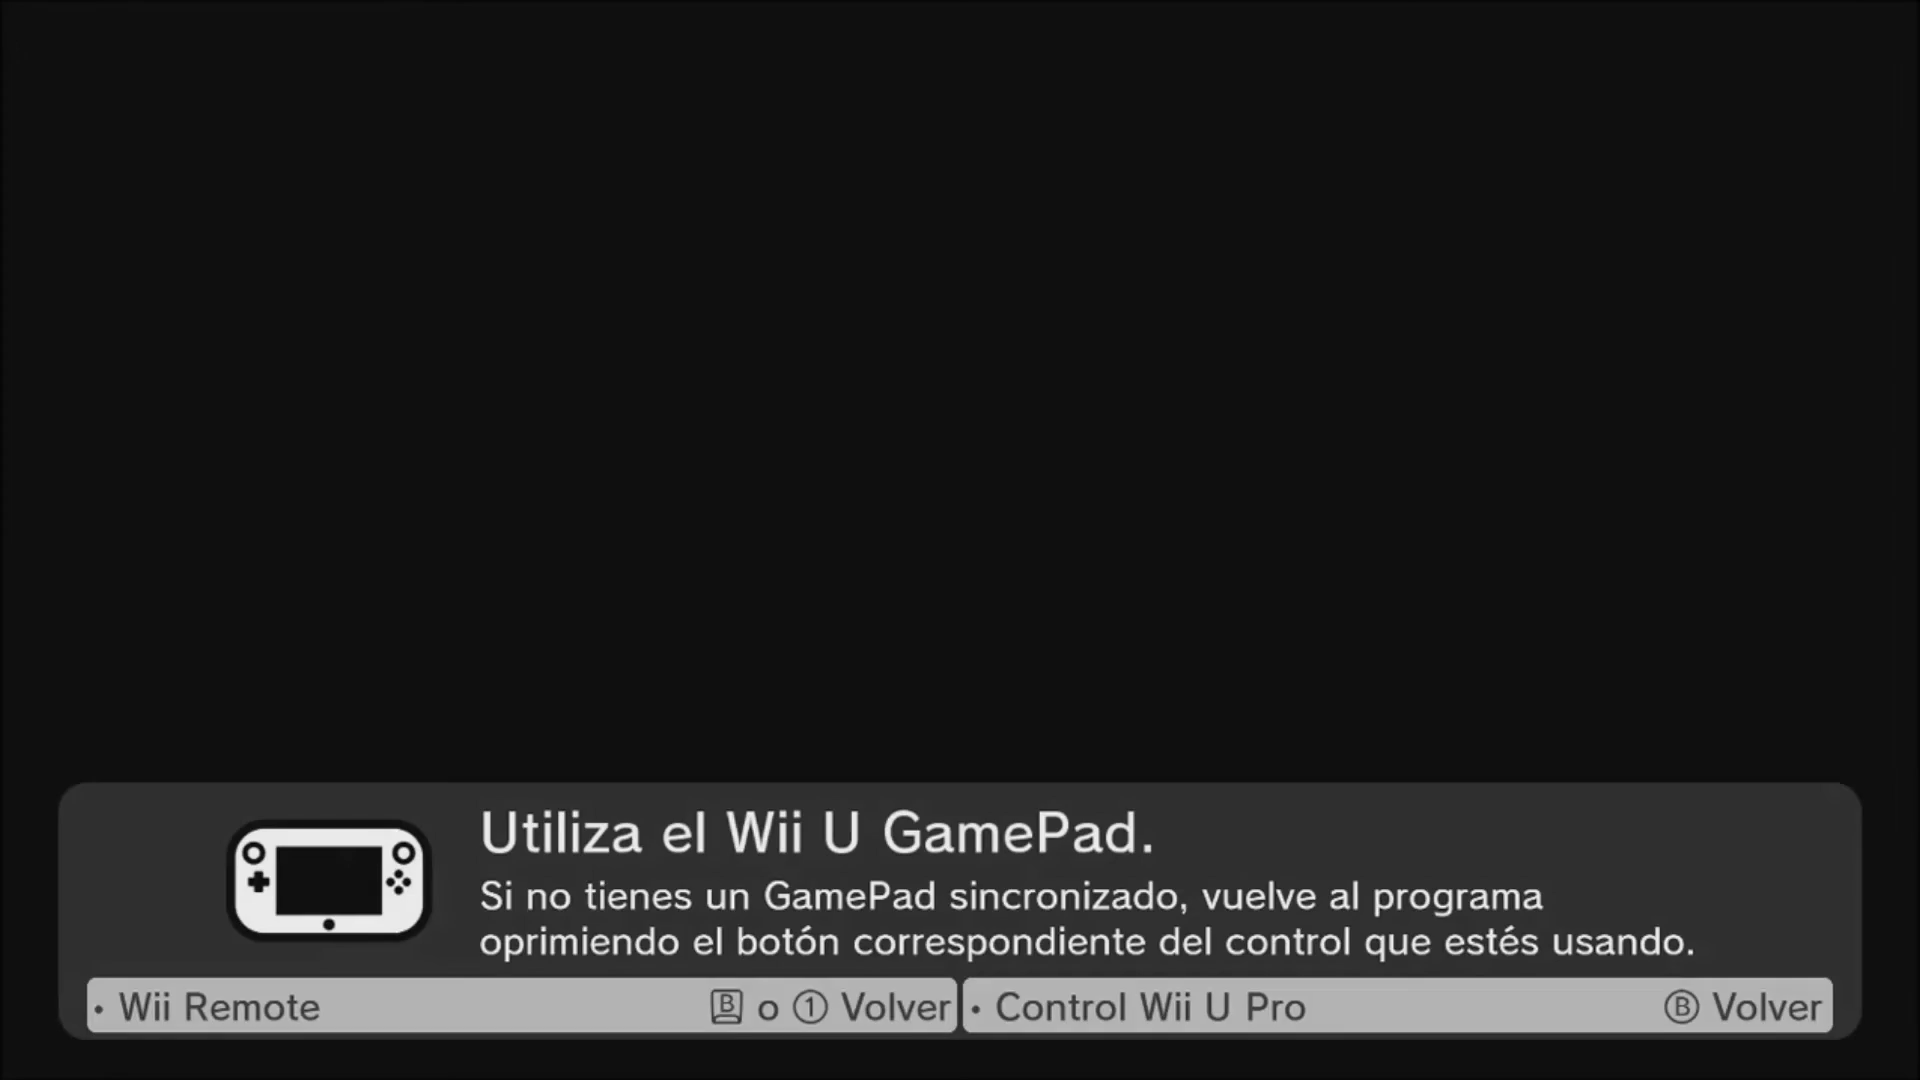 Utiliza el Wii U GamePad.
Si no tienes un GamePad sincronizado, vuelve al programa
oprimiendo el botón correspondiente del control que estés usando.
• Wii Remote B o ① Volver • Control Wii U Pro Ⓑ Volver